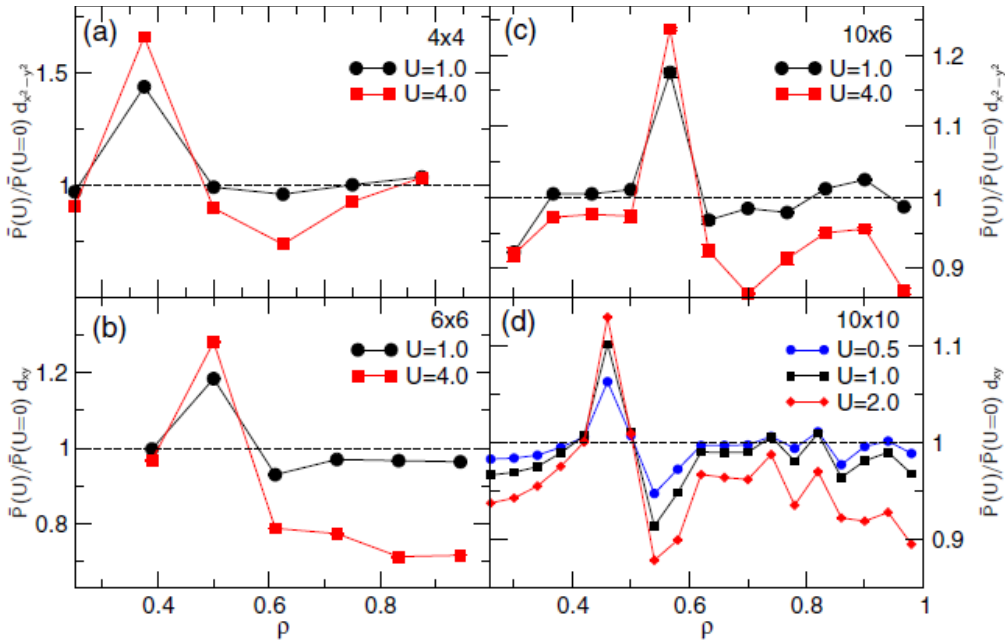 (a)
4x4
U=1.0
U=4.0
1.5
1
P̄(U)/P̄(U=0) d_{x²−y²}
(c)
10x6
U=1.0
U=4.0
1.2
1.1
1
0.9
P̄(U)/P̄(U=0) d_{x²−y²}
(b)
6x6
U=1.0
U=4.0
1.2
1
0.8
P̄(U)/P̄(U=0) d_{xy}
0.4
0.6
0.8
ρ
(d)
10x10
U=0.5
U=1.0
U=2.0
1.1
1
0.9
P̄(U)/P̄(U=0) d_{xy}
0.4
0.6
0.8
1
ρ